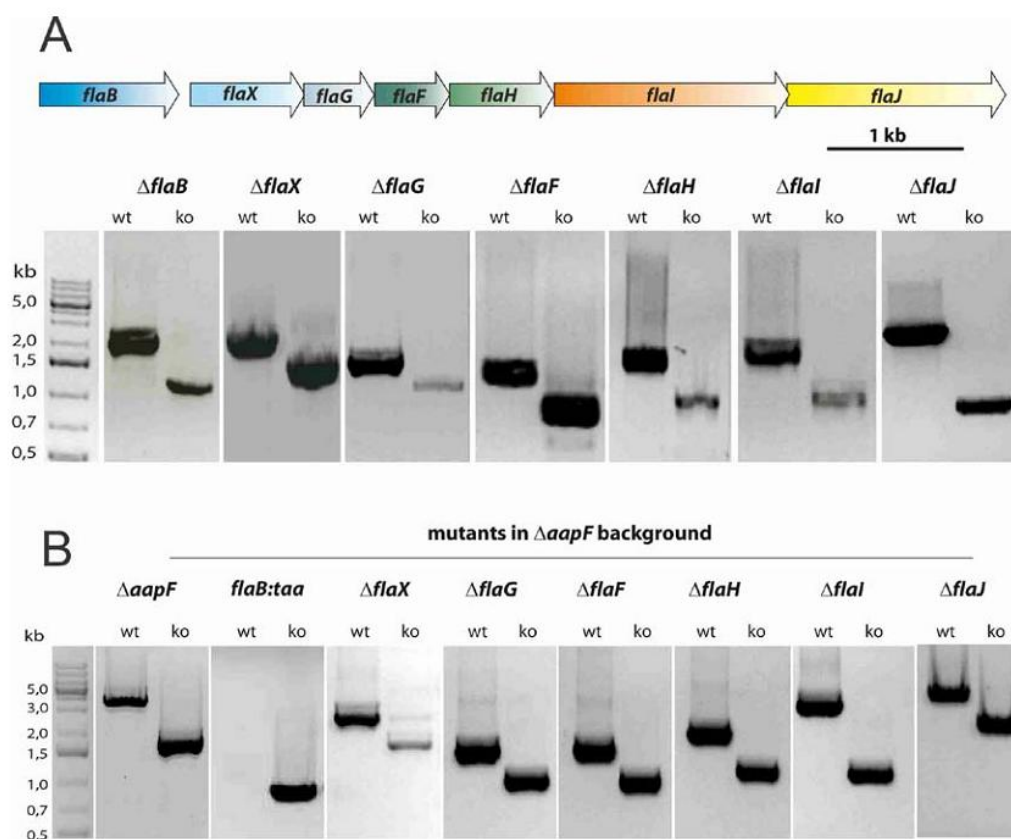 A
flaB flaX flaG flaF flaH flaI flaJ
1 kb
ΔflaB ΔflaX ΔflaG ΔflaF ΔflaH ΔflaI ΔflaJ
wt ko wt ko wt ko wt ko wt ko wt ko wt ko
kb
5,0
2,0
1,5
1,0
0,7
0,5
B
mutants in ΔaapF background
ΔaapF flaB:taa ΔflaX ΔflaG ΔflaF ΔflaH ΔflaI ΔflaJ
wt ko wt ko wt ko wt ko wt ko wt ko wt ko wt ko
kb
5,0
3,0
2,0
1,5
1,0
0,7
0,5